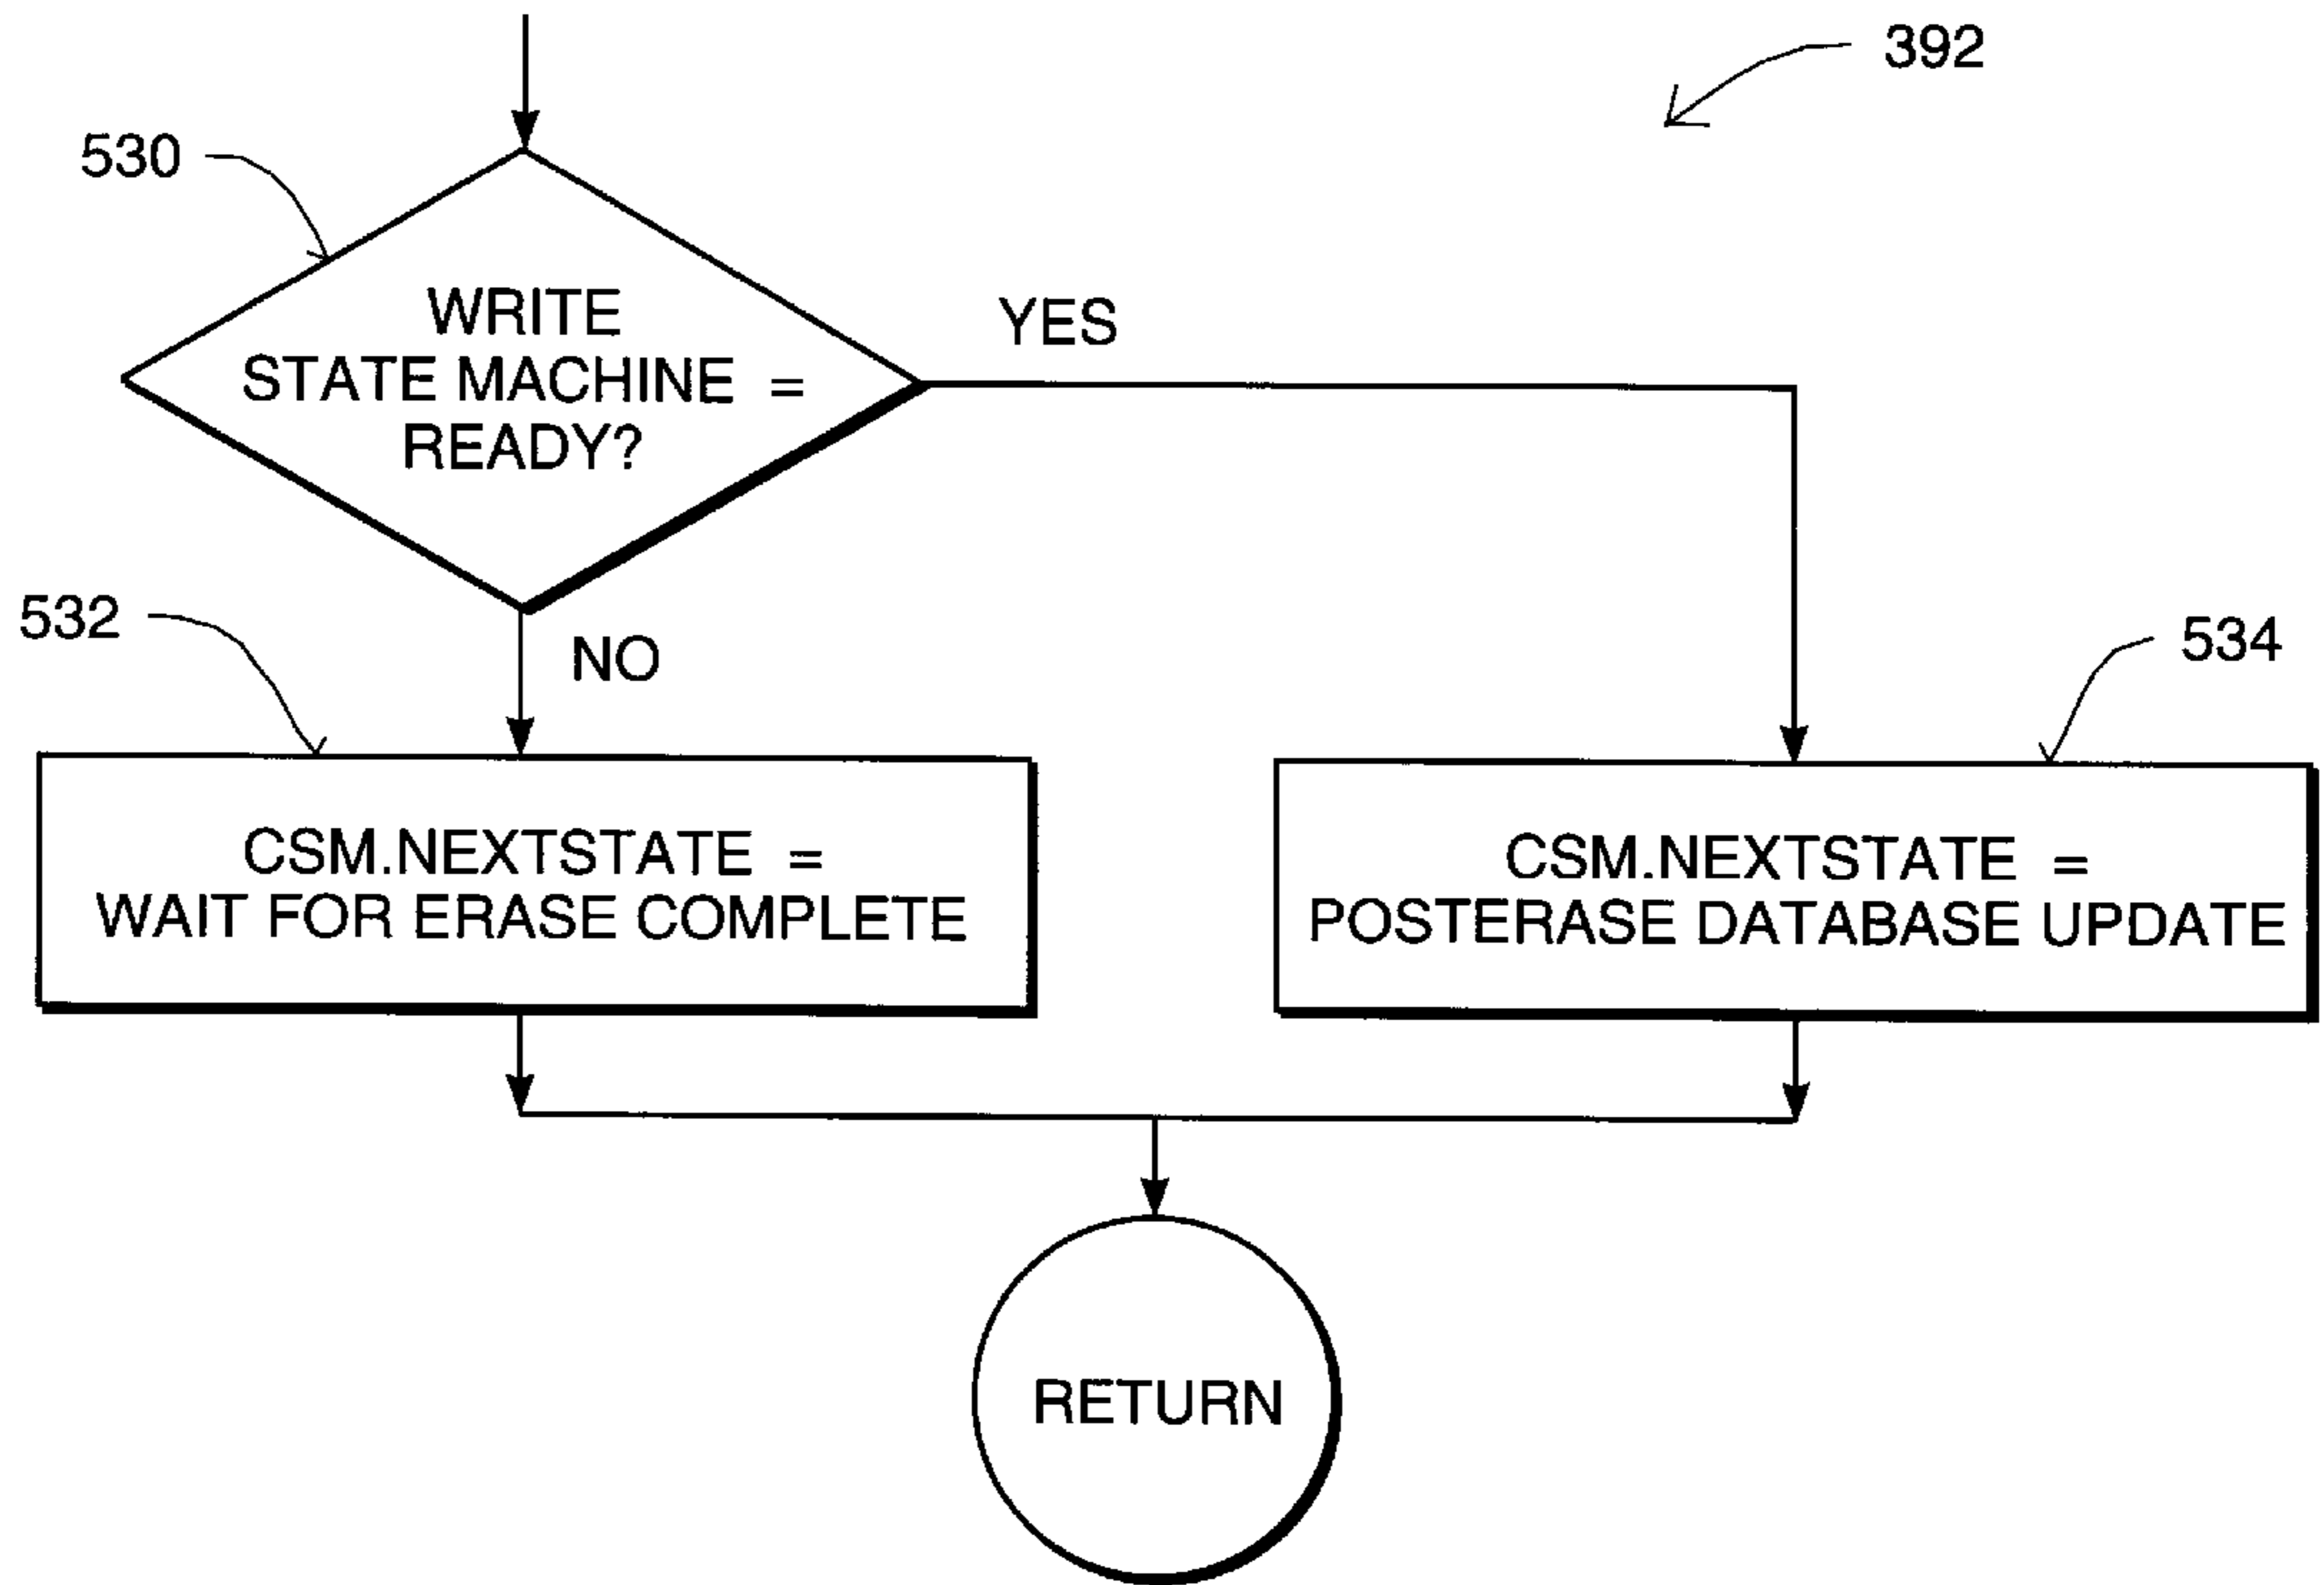 392
530
WRITE
STATE MACHINE =
READY?
YES
532
NO
534
CSM.NEXTSTATE =
WAIT FOR ERASE COMPLETE
CSM.NEXTSTATE =
POSTERASE DATABASE UPDATE
RETURN